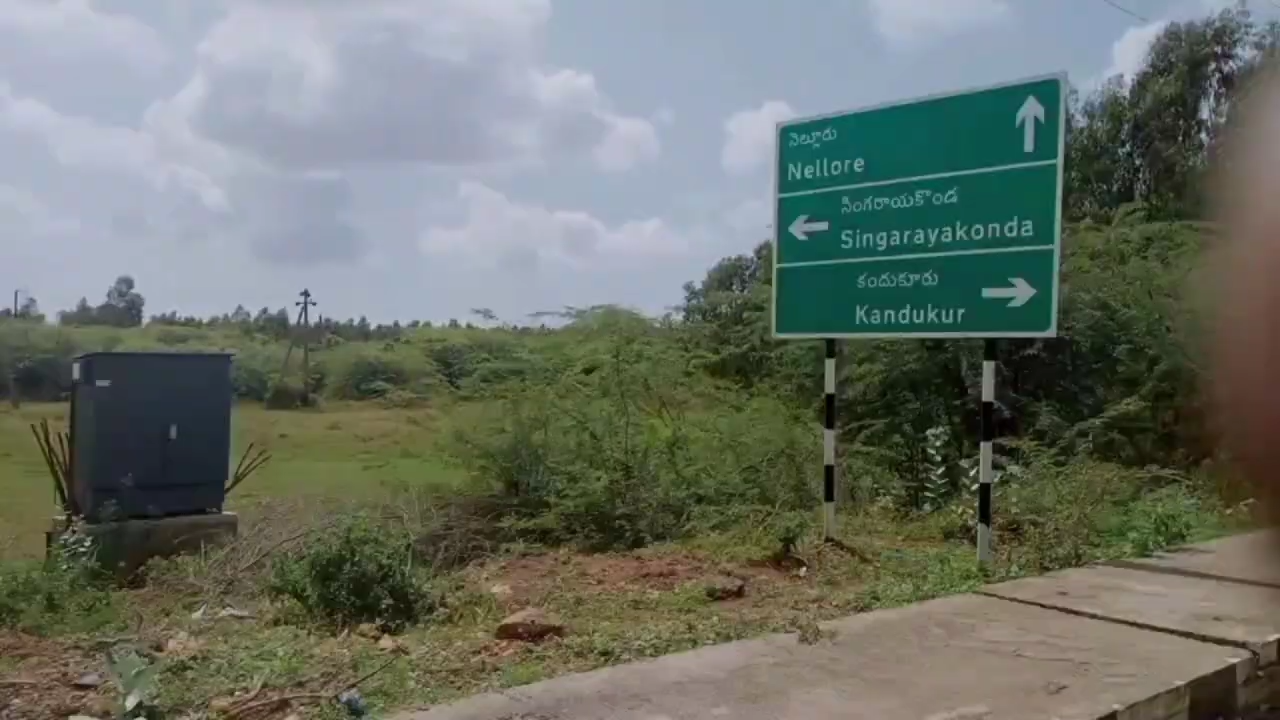 నెల్లూరు
Nellore
సింగరాయకొండ
Singarayakonda
కందుకూరు
Kandukur